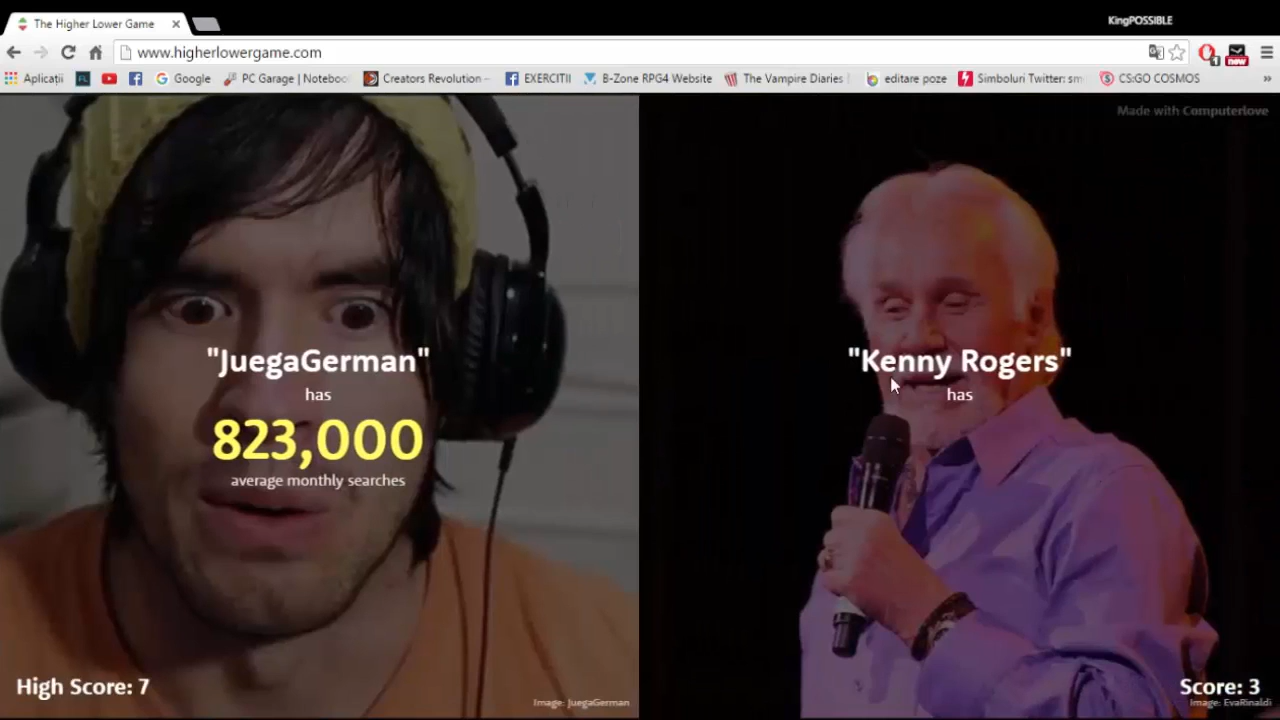 The Higher Lower Game
KingPOSSIBLE
www.higherlowergame.com
Aplicații
Google
PC Garage | Noteboo
Creators Revolution –
EXERCITII
B-Zone RPG4 Website
The Vampire Diaries
editare poze
Simboluri Twitter: sm
CS:GO COSMOS
new
Made with Computerlove
"JuegaGerman"
has
823,000
average monthly searches
"Kenny Rogers"
has
High Score: 7
Image: JuegaGerman
Score: 3
Image: EvaRinaldi